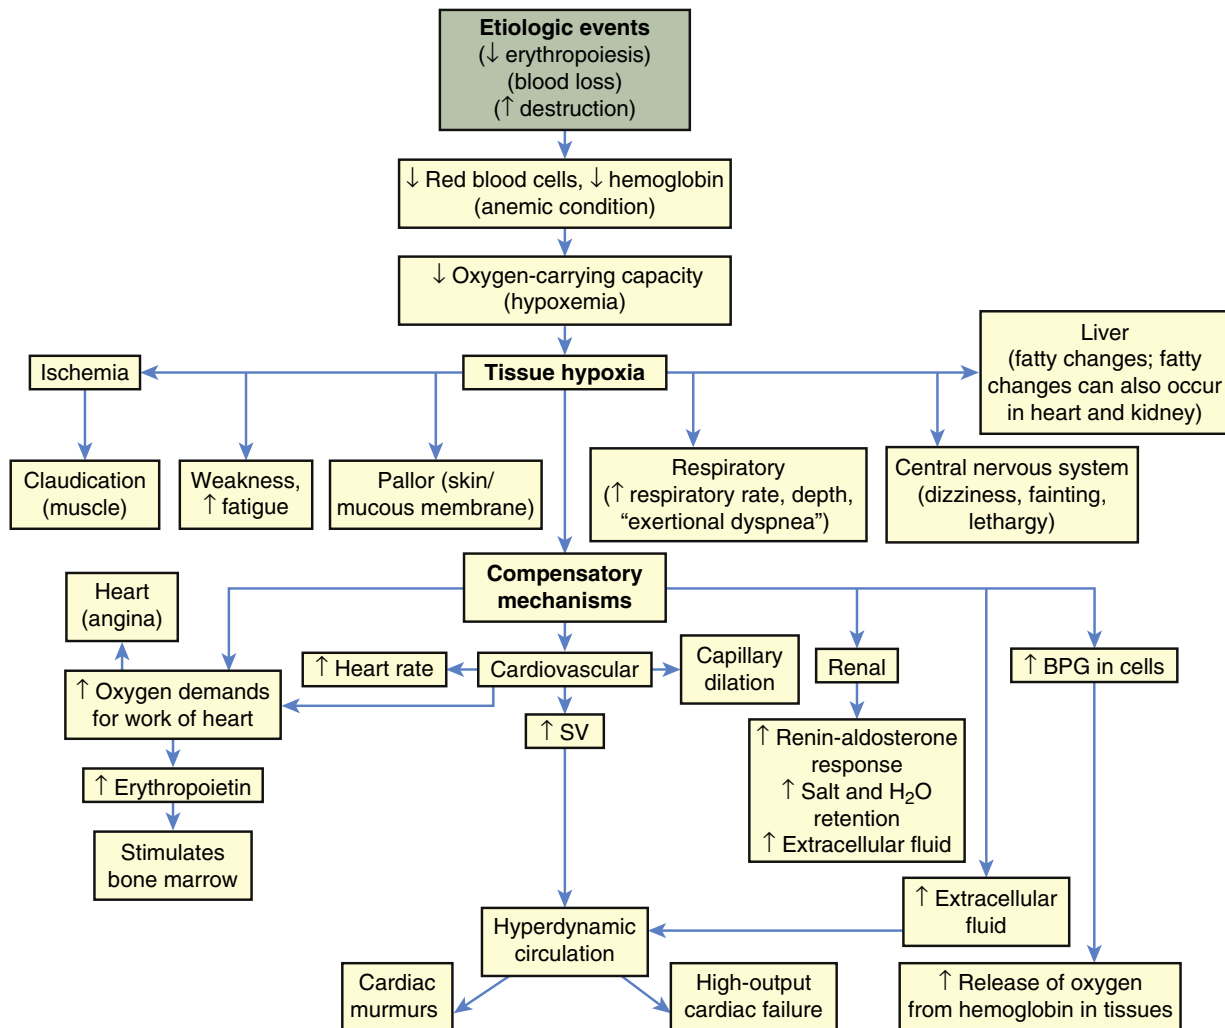 Etiologic events
(↓ erythropoiesis)
(blood loss)
(↑ destruction)
↓ Red blood cells, ↓ hemoglobin
(anemic condition)
↓ Oxygen-carrying capacity
(hypoxemia)
Liver
(fatty changes; fatty
changes can also occur
in heart and kidney)
Ischemia
Tissue hypoxia
Claudication
(muscle)
Weakness,
↑ fatigue
Pallor (skin/
mucous membrane)
Respiratory
(↑ respiratory rate, depth,
“exertional dyspnea”)
Central nervous system
(dizziness, fainting,
lethargy)
Compensatory
mechanisms
Heart
(angina)
↑ Oxygen demands
for work of heart
↑ Heart rate
Cardiovascular
Capillary
dilation
Renal
↑ BPG in cells
↑ SV
↑ Renin-aldosterone
response
↑ Salt and H₂O
retention
↑ Extracellular fluid
↑ Erythropoietin
Stimulates
bone marrow
↑ Extracellular
fluid
Hyperdynamic
circulation
Cardiac
murmurs
High-output
cardiac failure
↑ Release of oxygen
from hemoglobin in tissues